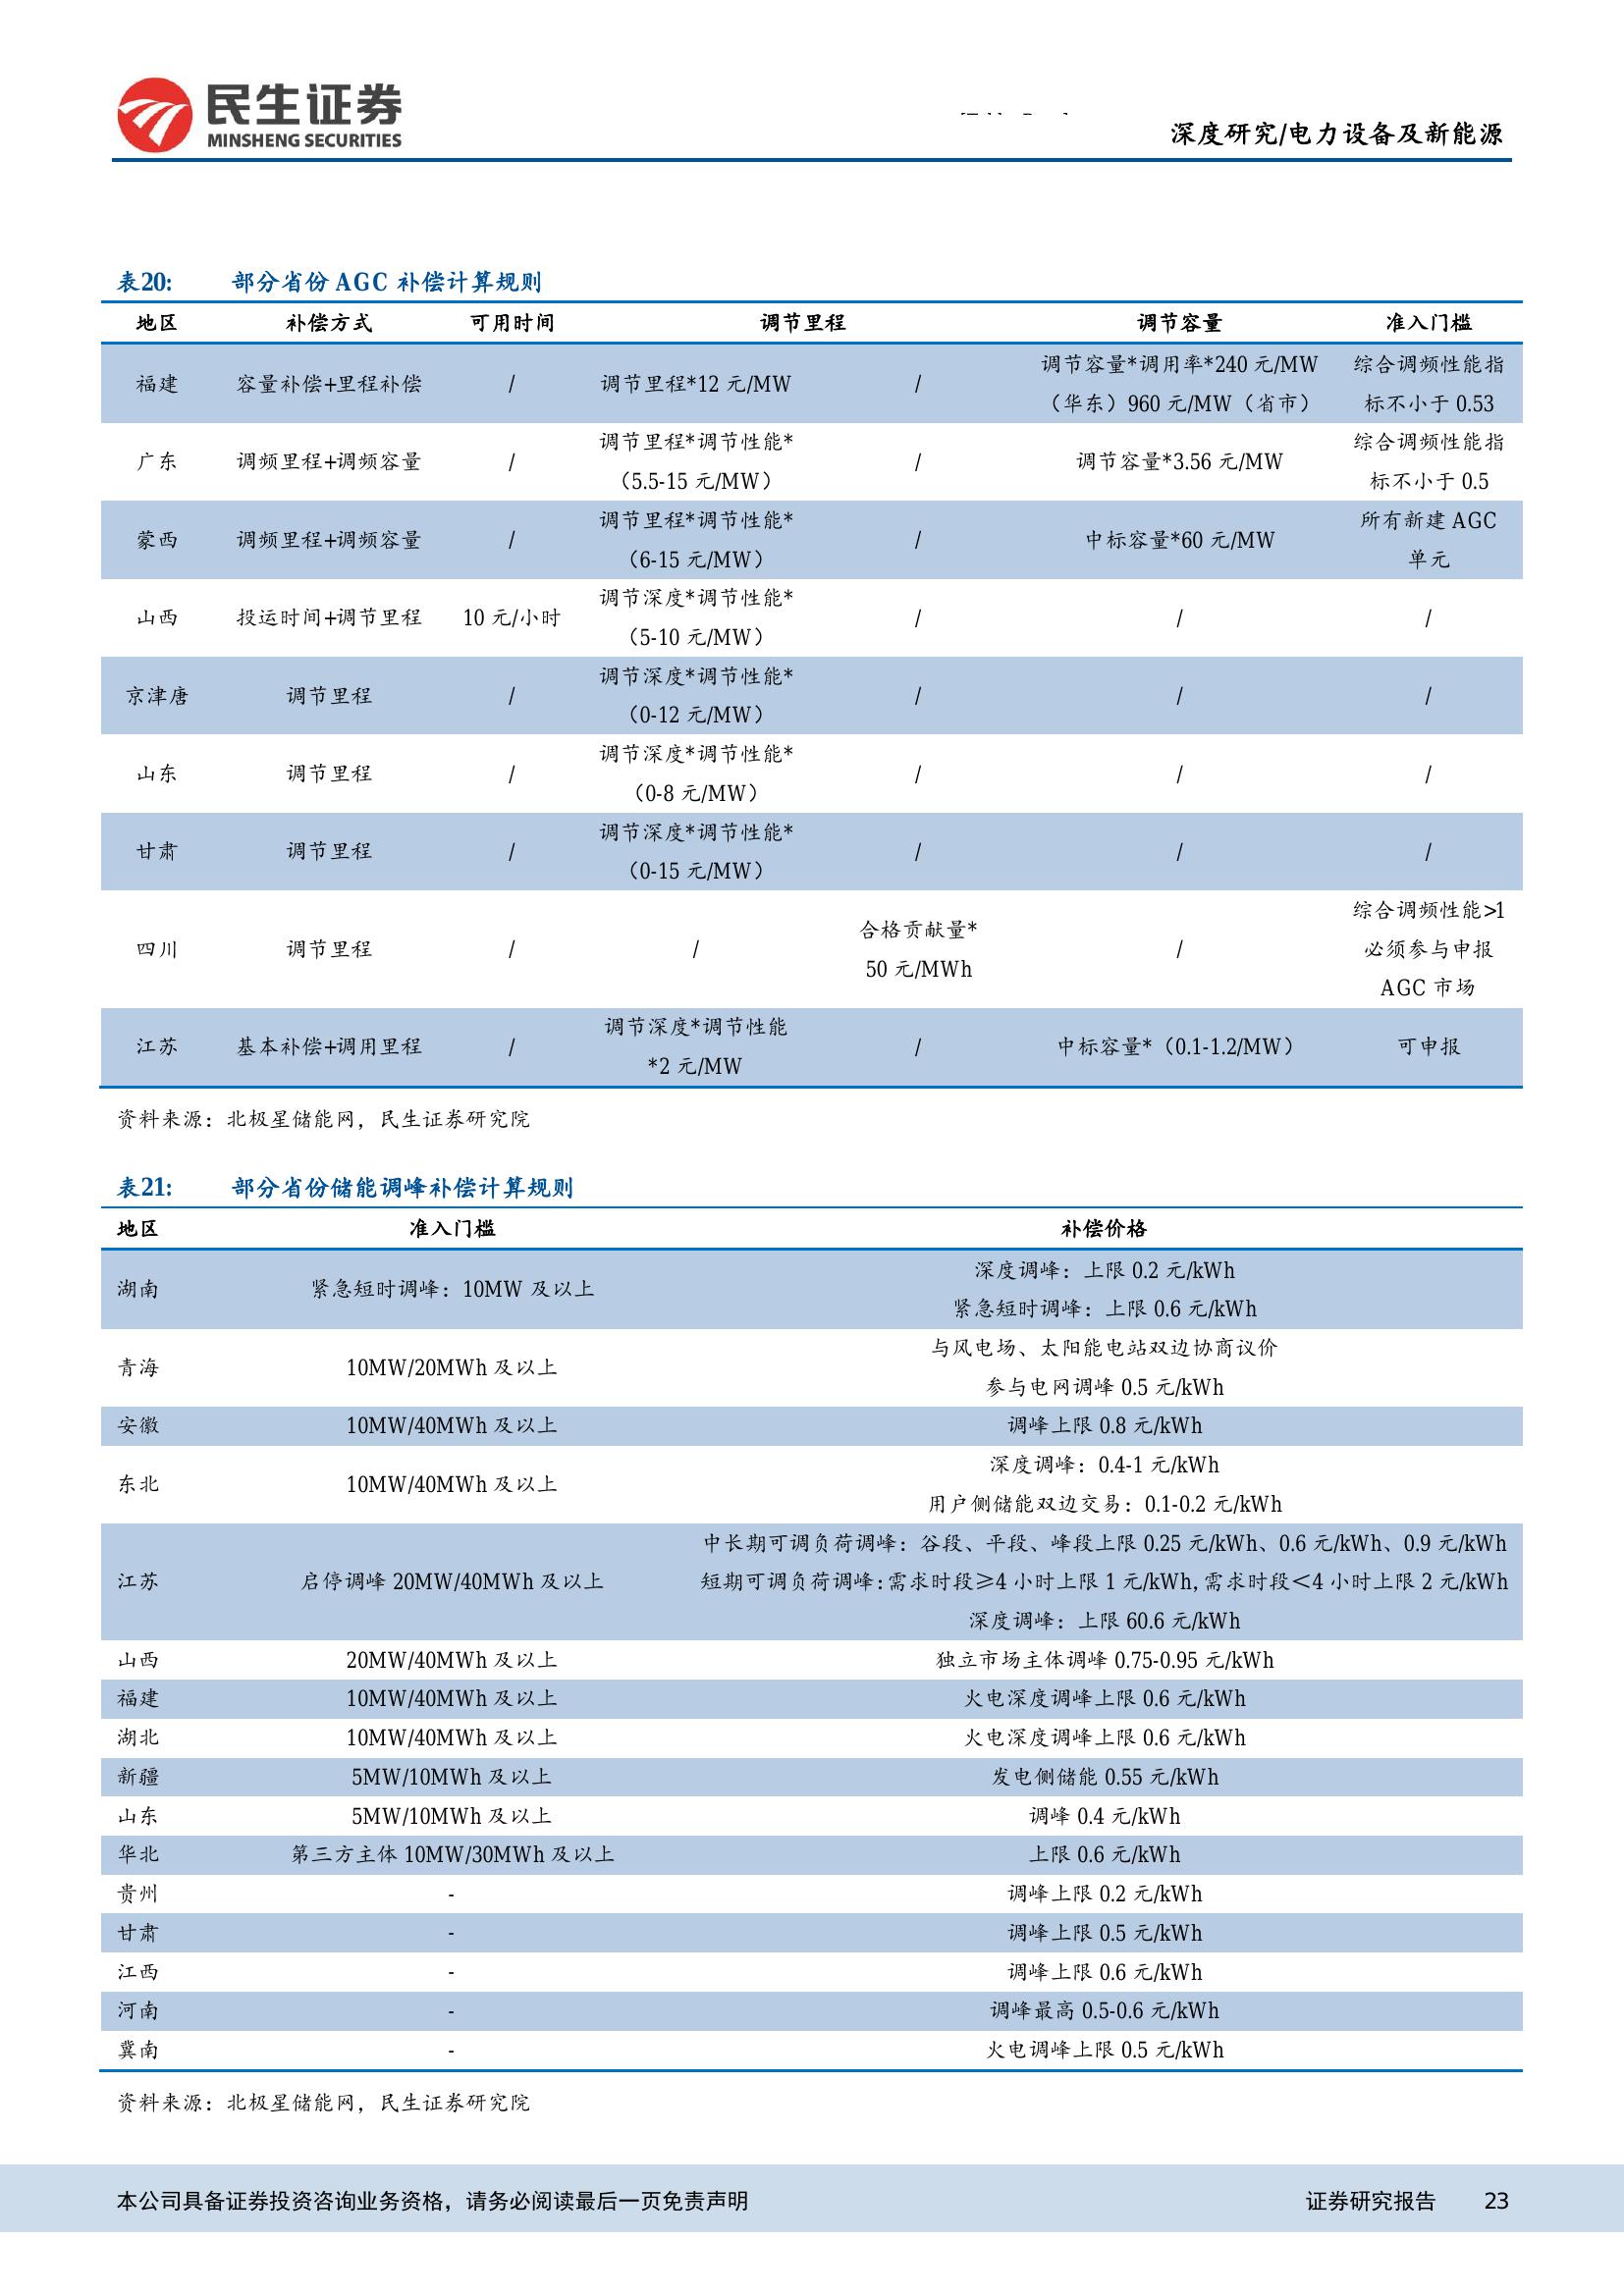 民生证券
MINSHENG SECURITIES
深度研究/电力设备及新能源
表20: 部分省份 AGC 补偿计算规则
地区 补偿方式 可用时间 调节里程 调节容量 准入门槛
福建 容量补偿+里程补偿 / 调节里程*12 元/MW / 调节容量*调用率*240 元/MW（华东）960 元/MW（省市） 综合调频性能指标不小于 0.53
广东 调频里程+调频容量 / 调节里程*调节性能*（5.5-15 元/MW） / 调节容量*3.56 元/MW 综合调频性能指标不小于 0.5
蒙西 调频里程+调频容量 / 调节里程*调节性能*（6-15 元/MW） / 中标容量*60 元/MW 所有新建 AGC 单元
山西 投运时间+调节里程 10 元/小时 调节深度*调节性能*（5-10 元/MW） / / /
京津唐 调节里程 / 调节深度*调节性能*（0-12 元/MW） / / /
山东 调节里程 / 调节深度*调节性能*（0-8 元/MW） / / /
甘肃 调节里程 / 调节深度*调节性能*（0-15 元/MW） / / /
四川 调节里程 / / 合格贡献量*50 元/MWh / 综合调频性能>1 必须参与申报 AGC 市场
江苏 基本补偿+调用里程 / 调节深度*调节性能*2 元/MW / 中标容量*（0.1-1.2/MW） 可申报
资料来源：北极星储能网，民生证券研究院
表21: 部分省份储能调峰补偿计算规则
地区 准入门槛 补偿价格
湖南 紧急短时调峰：10MW 及以上 深度调峰：上限 0.2 元/kWh
紧急短时调峰：上限 0.6 元/kWh
青海 10MW/20MWh 及以上 与风电场、太阳能电站双边协商议价
参与电网调峰 0.5 元/kWh
安徽 10MW/40MWh 及以上 调峰上限 0.8 元/kWh
东北 10MW/40MWh 及以上 深度调峰：0.4-1 元/kWh
用户侧储能双边交易：0.1-0.2 元/kWh
江苏 启停调峰 20MW/40MWh 及以上 中长期可调负荷调峰：谷段、平段、峰段上限 0.25 元/kWh、0.6 元/kWh、0.9 元/kWh
短期可调负荷调峰：需求时段≥4 小时上限 1 元/kWh，需求时段＜4 小时上限 2 元/kWh
深度调峰：上限 60.6 元/kWh
山西 20MW/40MWh 及以上 独立市场主体调峰 0.75-0.95 元/kWh
福建 10MW/40MWh 及以上 火电深度调峰上限 0.6 元/kWh
湖北 10MW/40MWh 及以上 火电深度调峰上限 0.6 元/kWh
新疆 5MW/10MWh 及以上 发电侧储能 0.55 元/kWh
山东 5MW/10MWh 及以上 调峰 0.4 元/kWh
华北 第三方主体 10MW/30MWh 及以上 上限 0.6 元/kWh
贵州 - 调峰上限 0.2 元/kWh
甘肃 - 调峰上限 0.5 元/kWh
江西 - 调峰上限 0.6 元/kWh
河南 - 调峰最高 0.5-0.6 元/kWh
冀南 - 火电调峰上限 0.5 元/kWh
资料来源：北极星储能网，民生证券研究院
本公司具备证券投资咨询业务资格，请务必阅读最后一页免责声明 证券研究报告 23